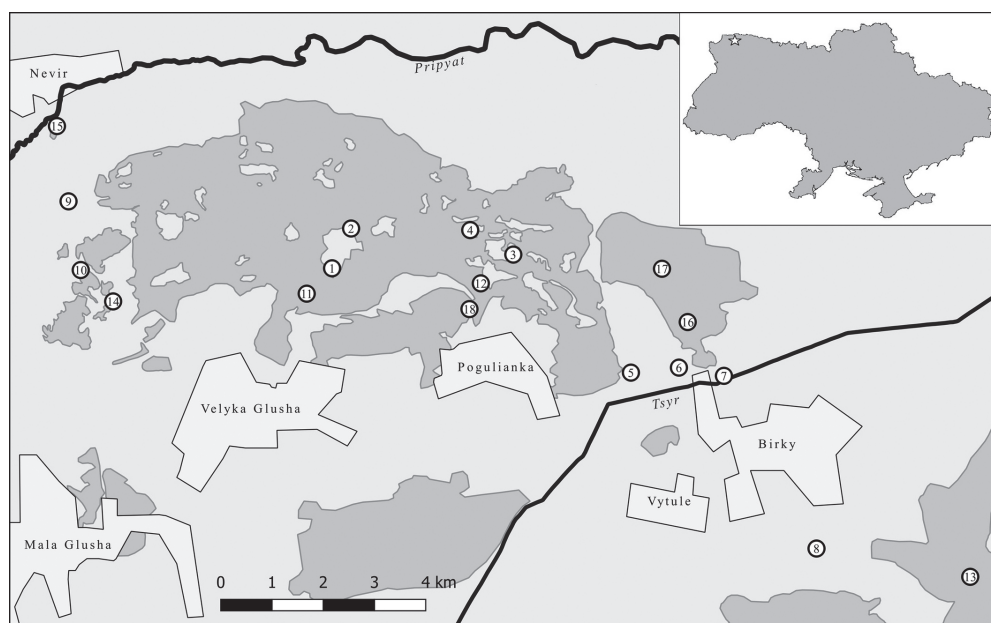 Pripyat
Nevir
15
9
2
4
3
10
1
17
12
11
14
18
16
5
6
7
Pogulianka
Tsyr
Velyka Glusha
Birky
Vytule
Mala Glusha
8
13
0 1 2 3 4 km